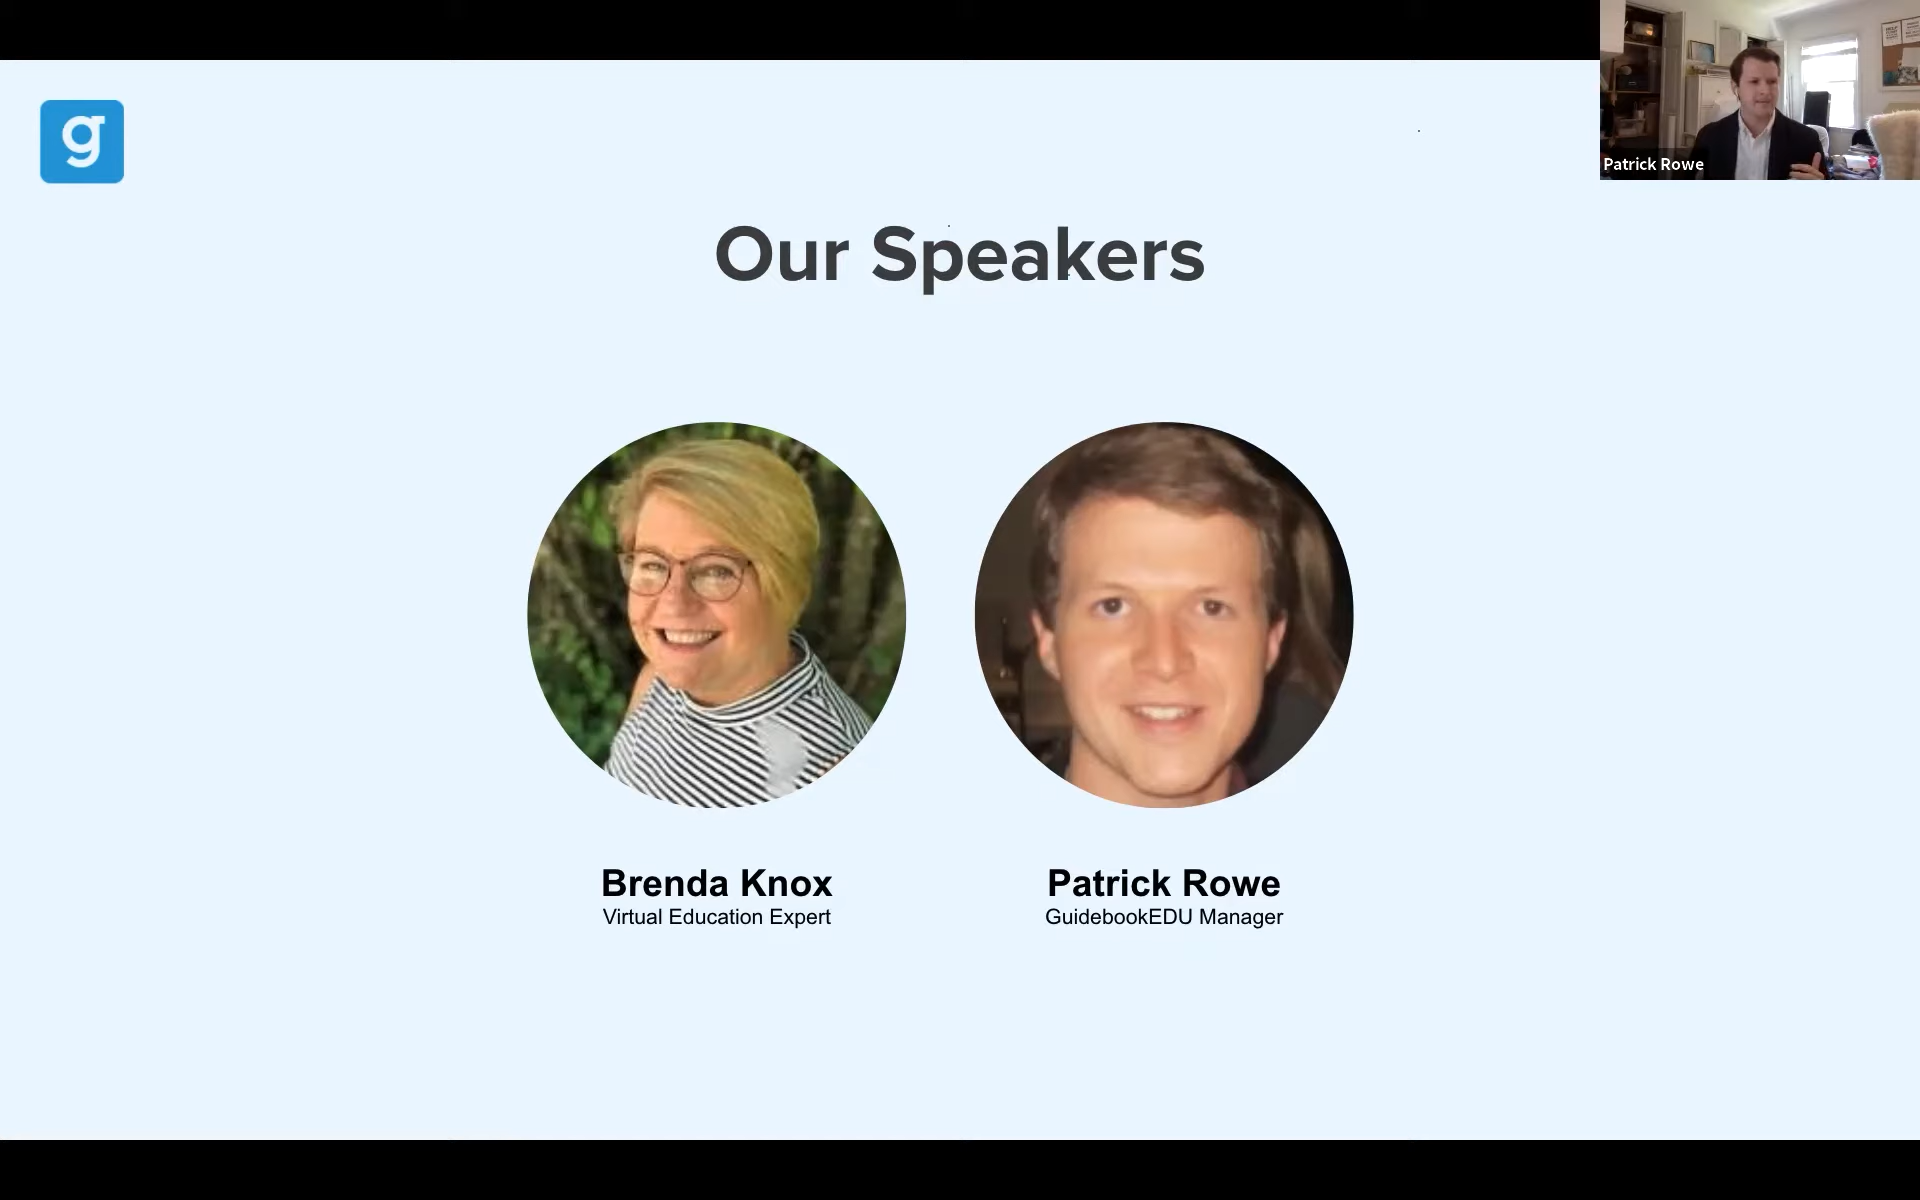 g
Patrick Rowe
Our Speakers
Brenda Knox
Virtual Education Expert
Patrick Rowe
GuidebookEDU Manager